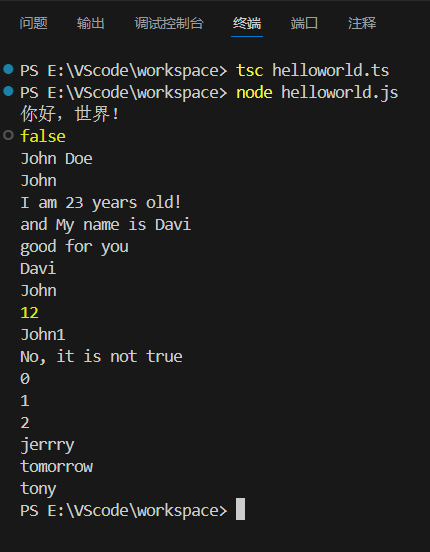 问题 输出 调试控制台 终端 端口 注释
PS E:\VScode\workspace> tsc helloworld.ts
PS E:\VScode\workspace> node helloworld.js
你好，世界！
false
John Doe
John
I am 23 years old!
and My name is Davi
good for you
Davi
John
12
John1
No, it is not true
0
1
2
jerrry
tomorrow
tony
PS E:\VScode\workspace>